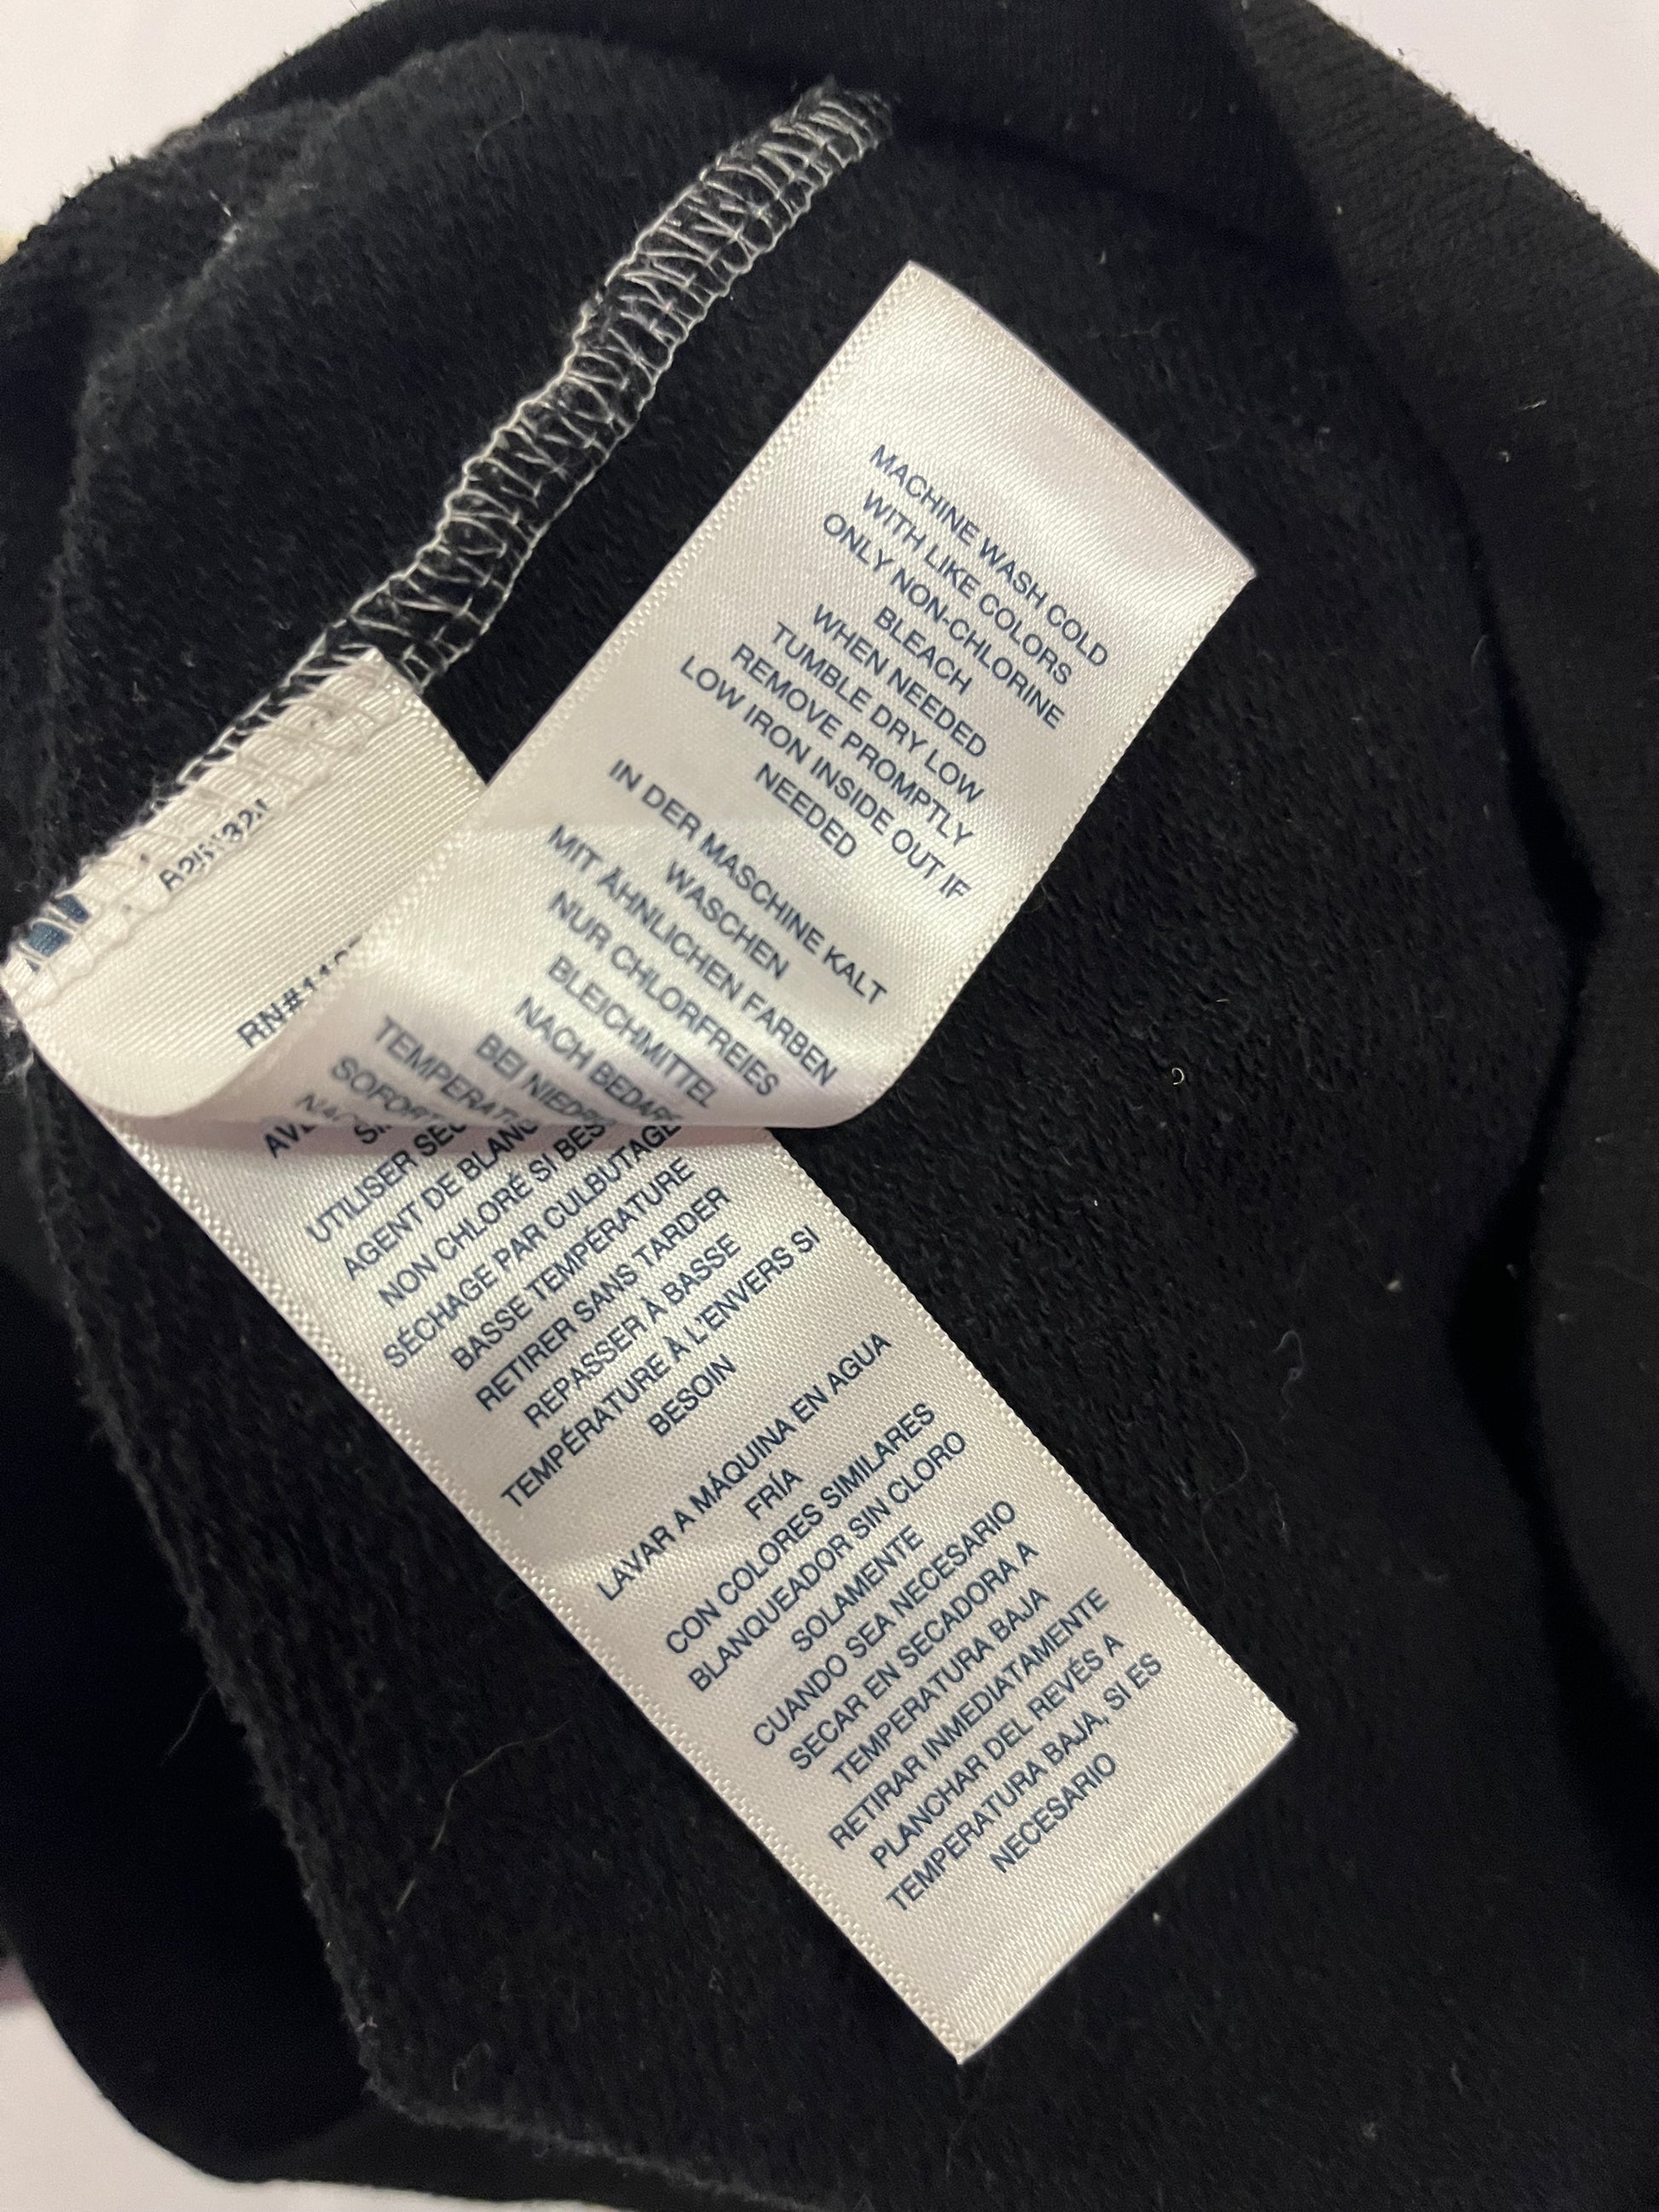 MACHINE WASH COLD
WITH LIKE COLORS
ONLY NON-CHLORINE
BLEACH
WHEN NEEDED
TUMBLE DRY LOW
REMOVE PROMPTLY
LOW IRON INSIDE OUT IF
NEEDED
IN DER MASCHINE KALT
WASCHEN
MIT ÄHNLICHEN FARBEN
NUR CHLORFREIES
BLEICHMITTEL
NACH BEDARF
BEI
SOFORT
RN#
UTILISER
AGENT DE
NON CHLORÉ SI
SÉCHAGE PAR CULBUTAGE
BASSE TEMPÉRATURE
RETIRER SANS TARDER
REPASSER À BASSE
TEMPÉRATURE À L'ENVERS SI
BESOIN
LAVAR A MÁQUINA EN AGUA
FRÍA
CON COLORES SIMILARES
BLANQUEADOR SIN CLORO
SOLAMENTE
CUANDO SEA NECESARIO
SECAR EN SECADORA A
TEMPERATURA BAJA
RETIRAR INMEDIATAMENTE
PLANCHAR DEL REVÉS A
TEMPERATURA BAJA, SI ES
NECESARIO